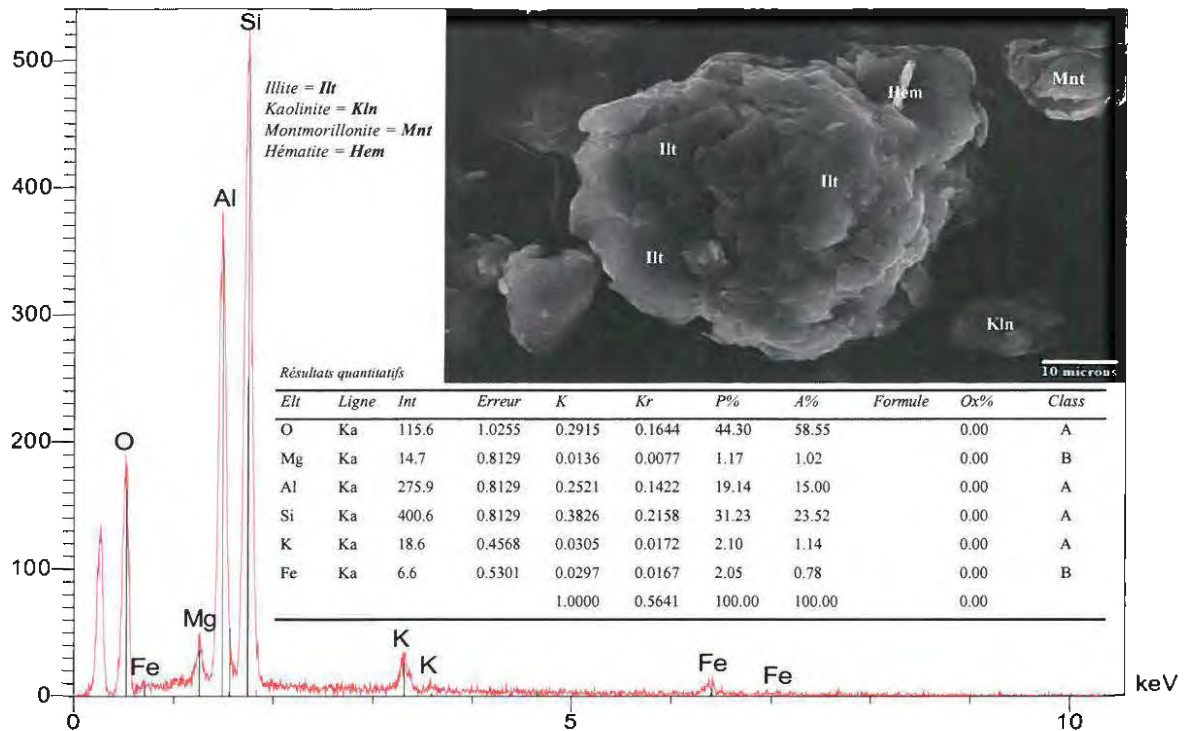 Si
500
Illite = Ilt
Kaolinite = Kln
Montmorillonite = Mnt
Hématite = Hem
Hem
Mnt
Ilt
Ilt
Ilt
Kln
10 microns
400
Al
300
200
O
100
Fe
Mg
K
K
Fe
Fe
0
keV
0
5
10
Résultats quantitatifs
Elt Ligne Int Erreur K Kr P% A% Formule Ox% Class
O Ka 115.6 1.0255 0.2915 0.1644 44.30 58.55 0.00 A
Mg Ka 14.7 0.8129 0.0136 0.0077 1.17 1.02 0.00 B
Al Ka 275.9 0.8129 0.2521 0.1422 19.14 15.00 0.00 A
Si Ka 400.6 0.8129 0.3826 0.2158 31.23 23.52 0.00 A
K Ka 18.6 0.4568 0.0305 0.0172 2.10 1.14 0.00 A
Fe Ka 6.6 0.5301 0.0297 0.0167 2.05 0.78 0.00 B
1.0000 0.5641 100.00 100.00 0.00